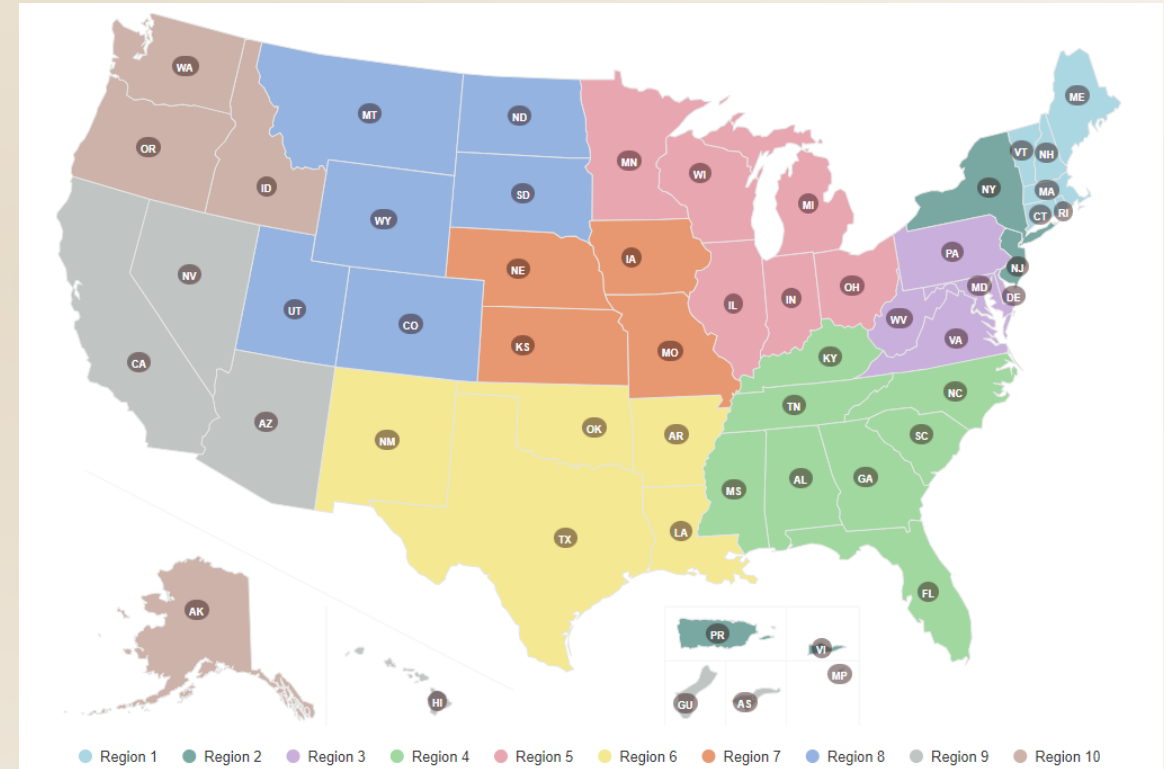 WA
ME
MT
ND
OR
VT NH
MN
WI
ID
NY MA
SD
MI
CT RI
WY
PA
IA
NE
NJ
NV
OH
MD
DE
IN
IL
UT
WV
CO
VA
KS
MO
KY
CA
NC
TN
AZ
OK
AR
SC
NM
GA
AL
MS
LA
TX
FL
AK
PR
VI
MP
HI
GU
AS
Region 1 Region 2 Region 3 Region 4 Region 5 Region 6 Region 7 Region 8 Region 9 Region 10